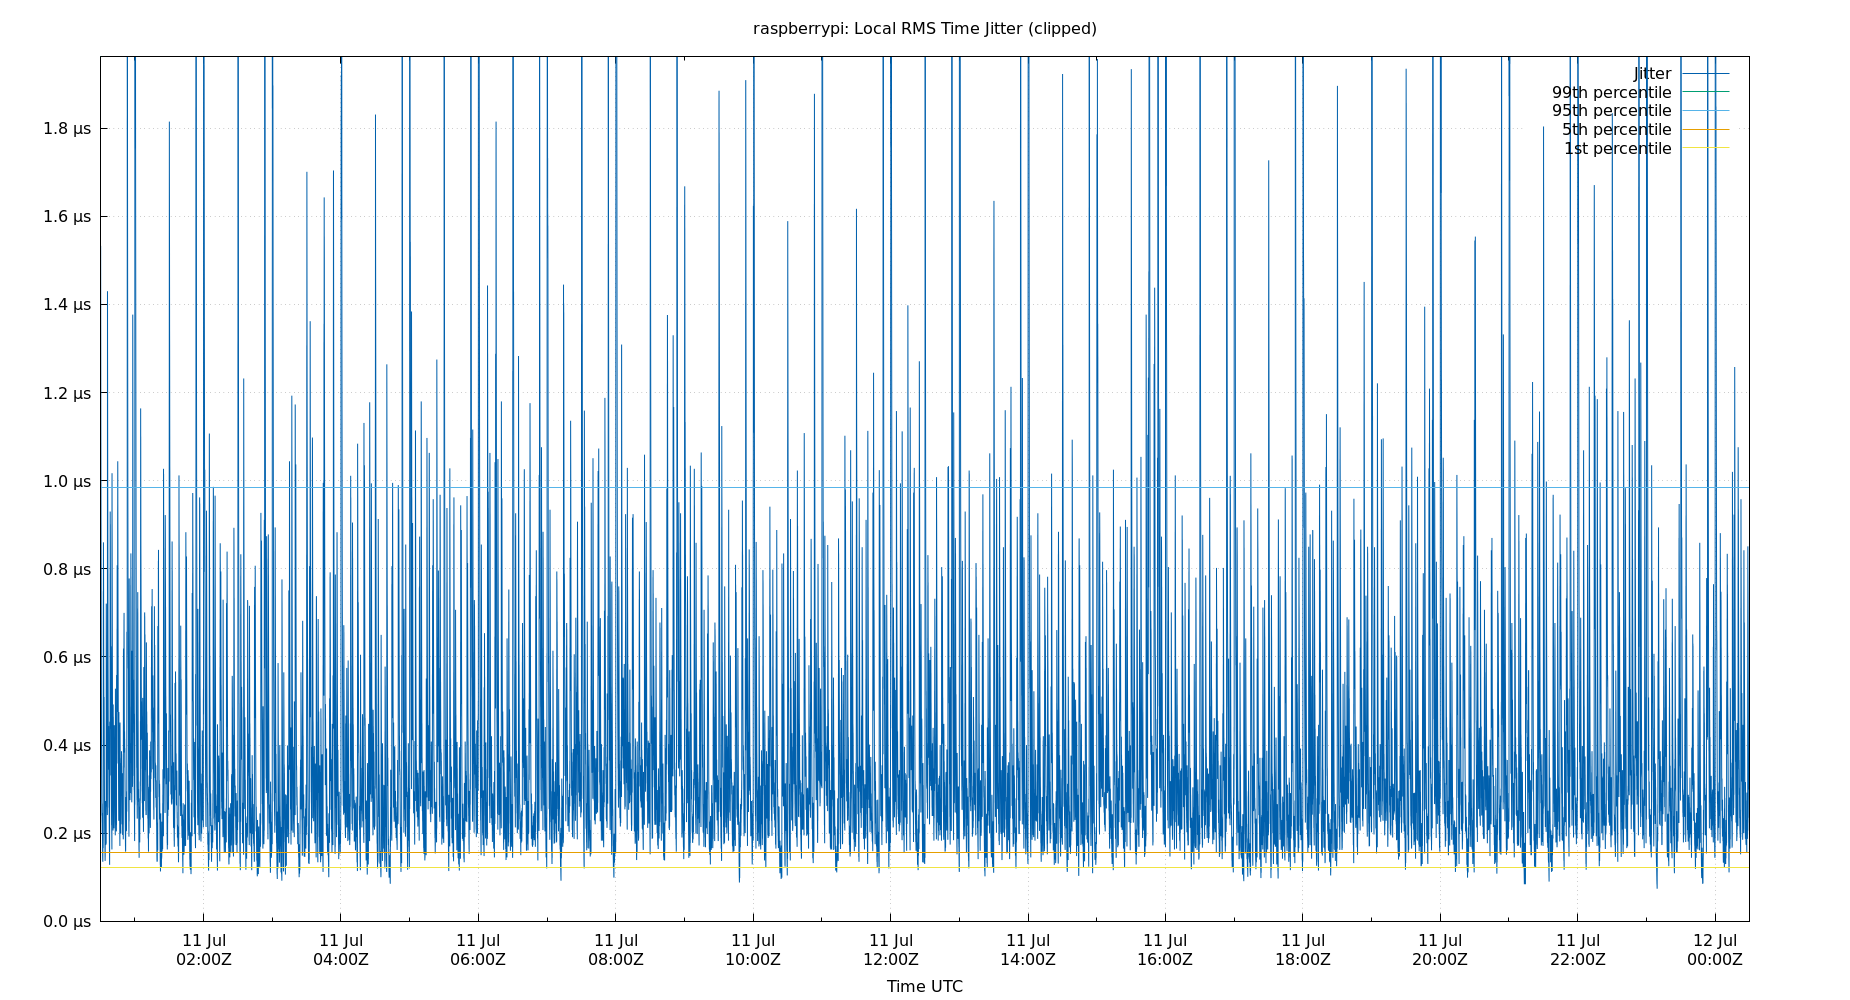 raspberrypi: Local RMS Time Jitter (clipped)
Jitter
99th percentile
95th percentile
5th percentile
1st percentile
1.8 µs
1.6 µs
1.4 µs
1.2 µs
1.0 µs
0.8 µs
0.6 µs
0.4 µs
0.2 µs
0.0 µs
11 Jul 11 Jul 11 Jul 11 Jul 11 Jul 11 Jul 11 Jul 11 Jul 11 Jul 11 Jul 11 Jul 12 Jul
02:00Z 04:00Z 06:00Z 08:00Z 10:00Z 12:00Z 14:00Z 16:00Z 18:00Z 20:00Z 22:00Z 00:00Z
Time UTC